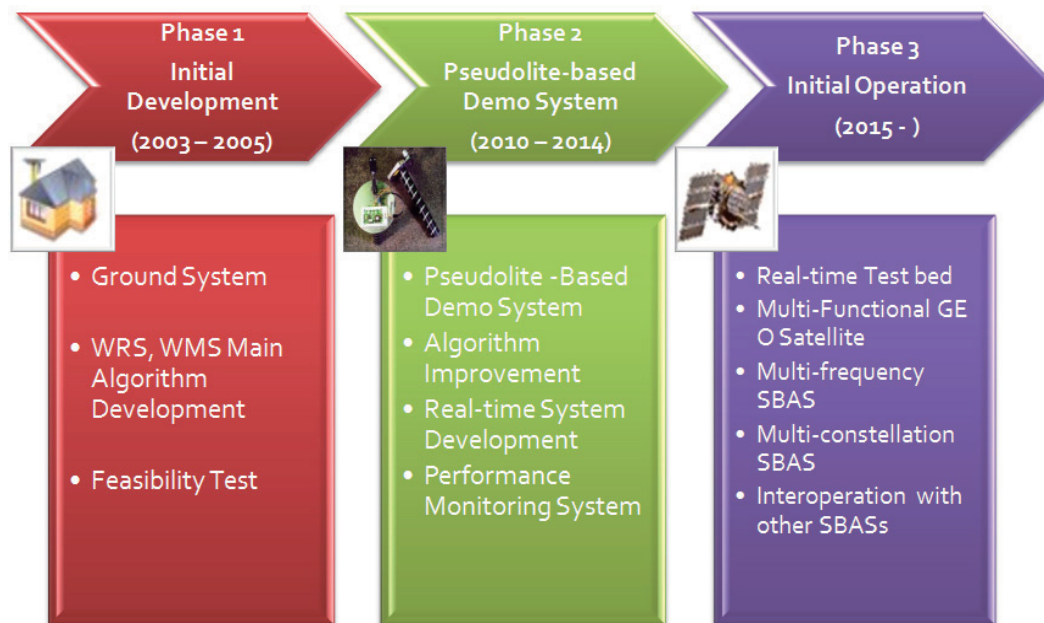 Phase 1
Initial
Development
(2003 – 2005)
Phase 2
Pseudolite-based
Demo System
(2010 – 2014)
Phase 3
Initial Operation
(2015 - )
• Ground System
• WRS, WMS Main
Algorithm
Development
• Feasibility Test
• Pseudolite -Based
Demo System
• Algorithm
Improvement
• Real-time System
Development
• Performance
Monitoring System
• Real-time Test bed
• Multi-Functional GE
O Satellite
• Multi-frequency
SBAS
• Multi-constellation
SBAS
• Interoperation with
other SBASs